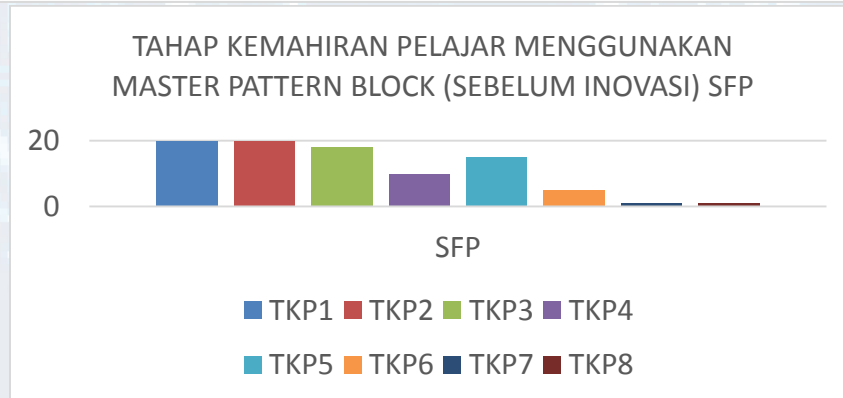 TAHAP KEMAHIRAN PELAJAR MENGGUNAKAN
MASTER PATTERN BLOCK (SEBELUM INOVASI) SFP
20
0
SFP
TKP1 TKP2 TKP3 TKP4
TKP5 TKP6 TKP7 TKP8